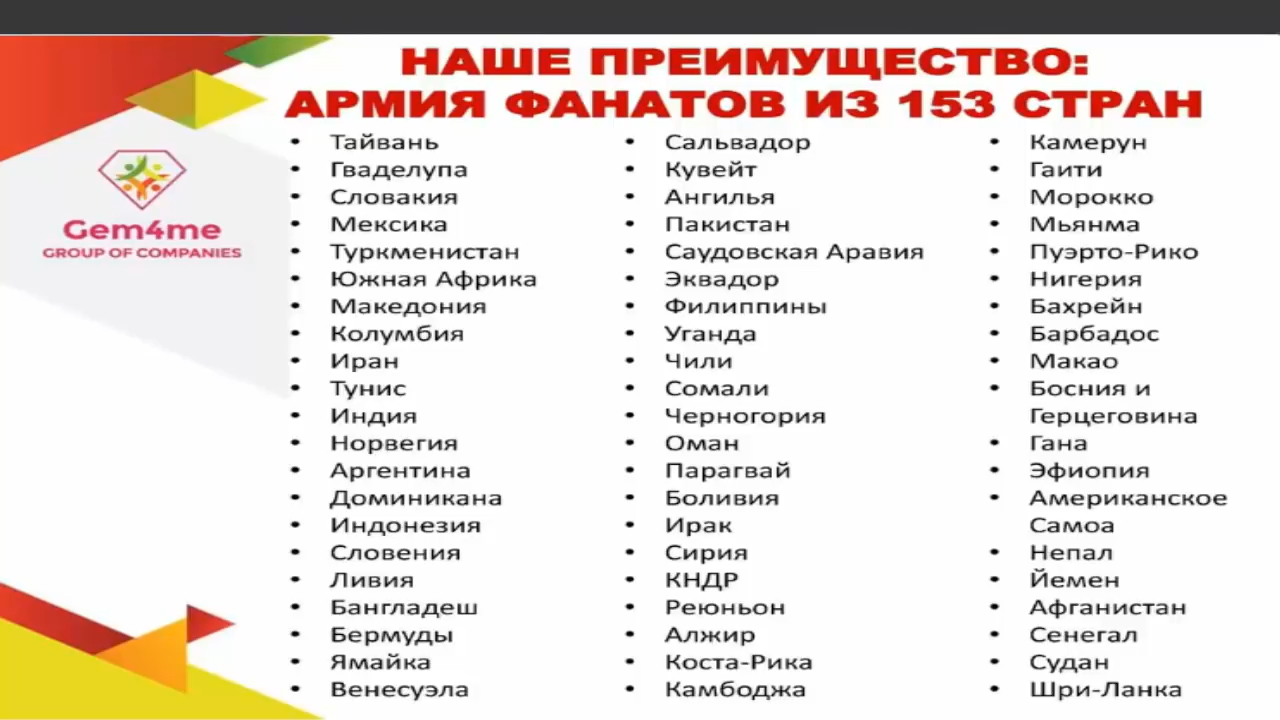 НАШЕ ПРЕИМУЩЕСТВО:
АРМИЯ ФАНАТОВ ИЗ 153 СТРАН
Gem4me
GROUP OF COMPANIES
• Тайвань
• Гваделупа
• Словакия
• Мексика
• Туркменистан
• Южная Африка
• Македония
• Колумбия
• Иран
• Тунис
• Индия
• Норвегия
• Аргентина
• Доминикана
• Индонезия
• Словения
• Ливия
• Бангладеш
• Бермуды
• Ямайка
• Венесуэла
• Сальвадор
• Кувейт
• Ангилья
• Пакистан
• Саудовская Аравия
• Эквадор
• Филиппины
• Уганда
• Чили
• Сомали
• Черногория
• Оман
• Парагвай
• Боливия
• Ирак
• Сирия
• КНДР
• Реюньон
• Алжир
• Коста-Рика
• Камбоджа
• Камерун
• Гаити
• Морокко
• Мьянма
• Пуэрто-Рико
• Нигерия
• Бахрейн
• Барбадос
• Макао
• Босния и
Герцеговина
• Гана
• Эфиопия
• Американское
Самоа
• Непал
• Йемен
• Афганистан
• Сенегал
• Судан
• Шри-Ланка